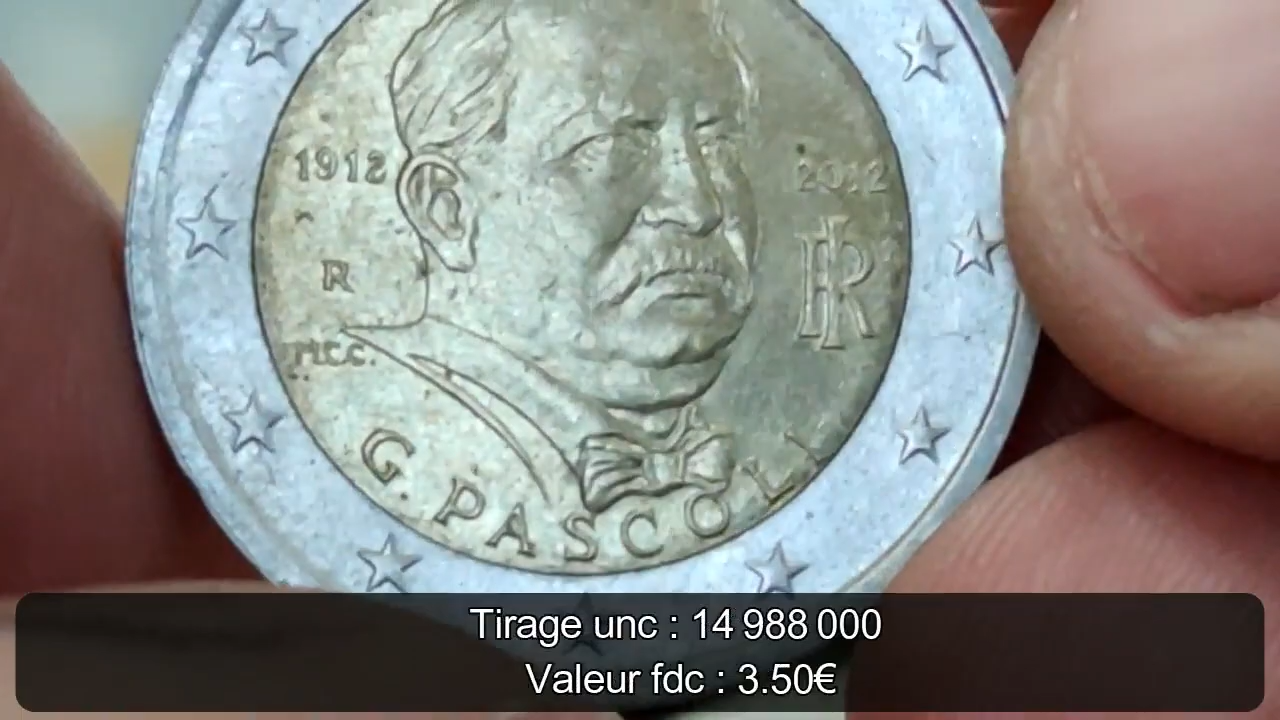 1912
2012
R
RI
M.C.C.
G. PASCOLI
Tirage unc : 14 988 000
Valeur fdc : 3.50€